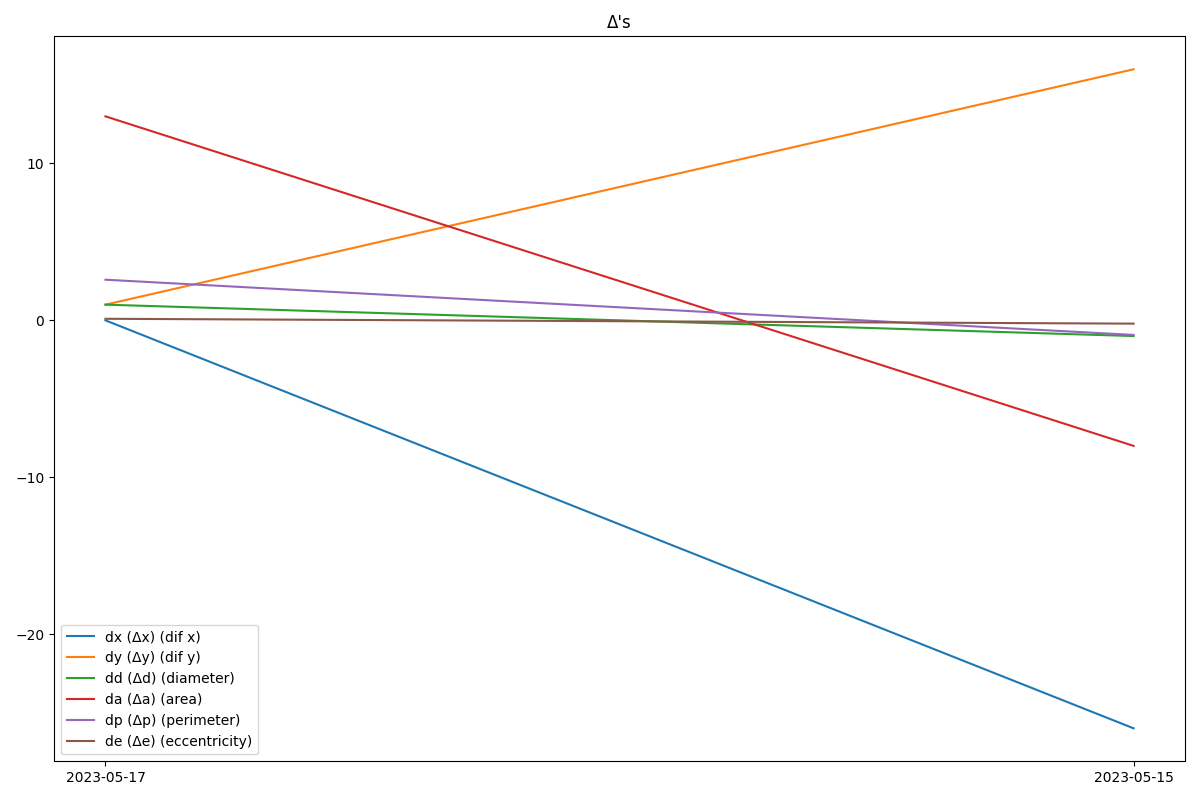 Δ's
10
0
−10
−20
dx (Δx) (dif x)
dy (Δy) (dif y)
dd (Δd) (diameter)
da (Δa) (area)
dp (Δp) (perimeter)
de (Δe) (eccentricity)
2023-05-17
2023-05-15